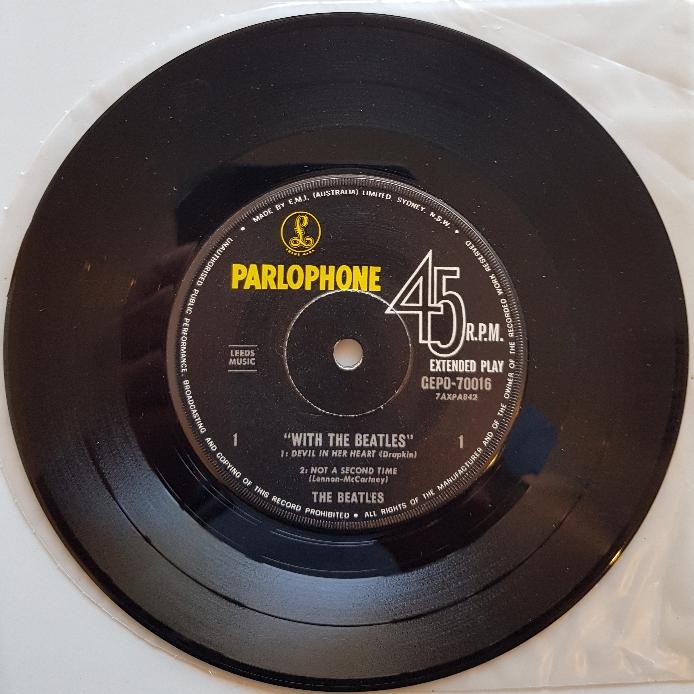 • MADE BY E.M.I. (AUSTRALIA) LIMITED, SYDNEY, N.S.W. •
£
PARLOPHONE
45
R.P.M.
EXTENDED PLAY
LEEDS
MUSIC
GEPO-70016
7AXPA842
1
1
"WITH THE BEATLES"
1: DEVIL IN HER HEART (Drapkin)
2: NOT A SECOND TIME
(Lennon-McCartney)
THE BEATLES
UNAUTHORISED PUBLIC PERFORMANCE, BROADCASTING AND COPYING OF THIS RECORD PROHIBITED • ALL RIGHTS OF THE MANUFACTURER AND OF THE OWNER OF THE RECORDED WORK RESERVED